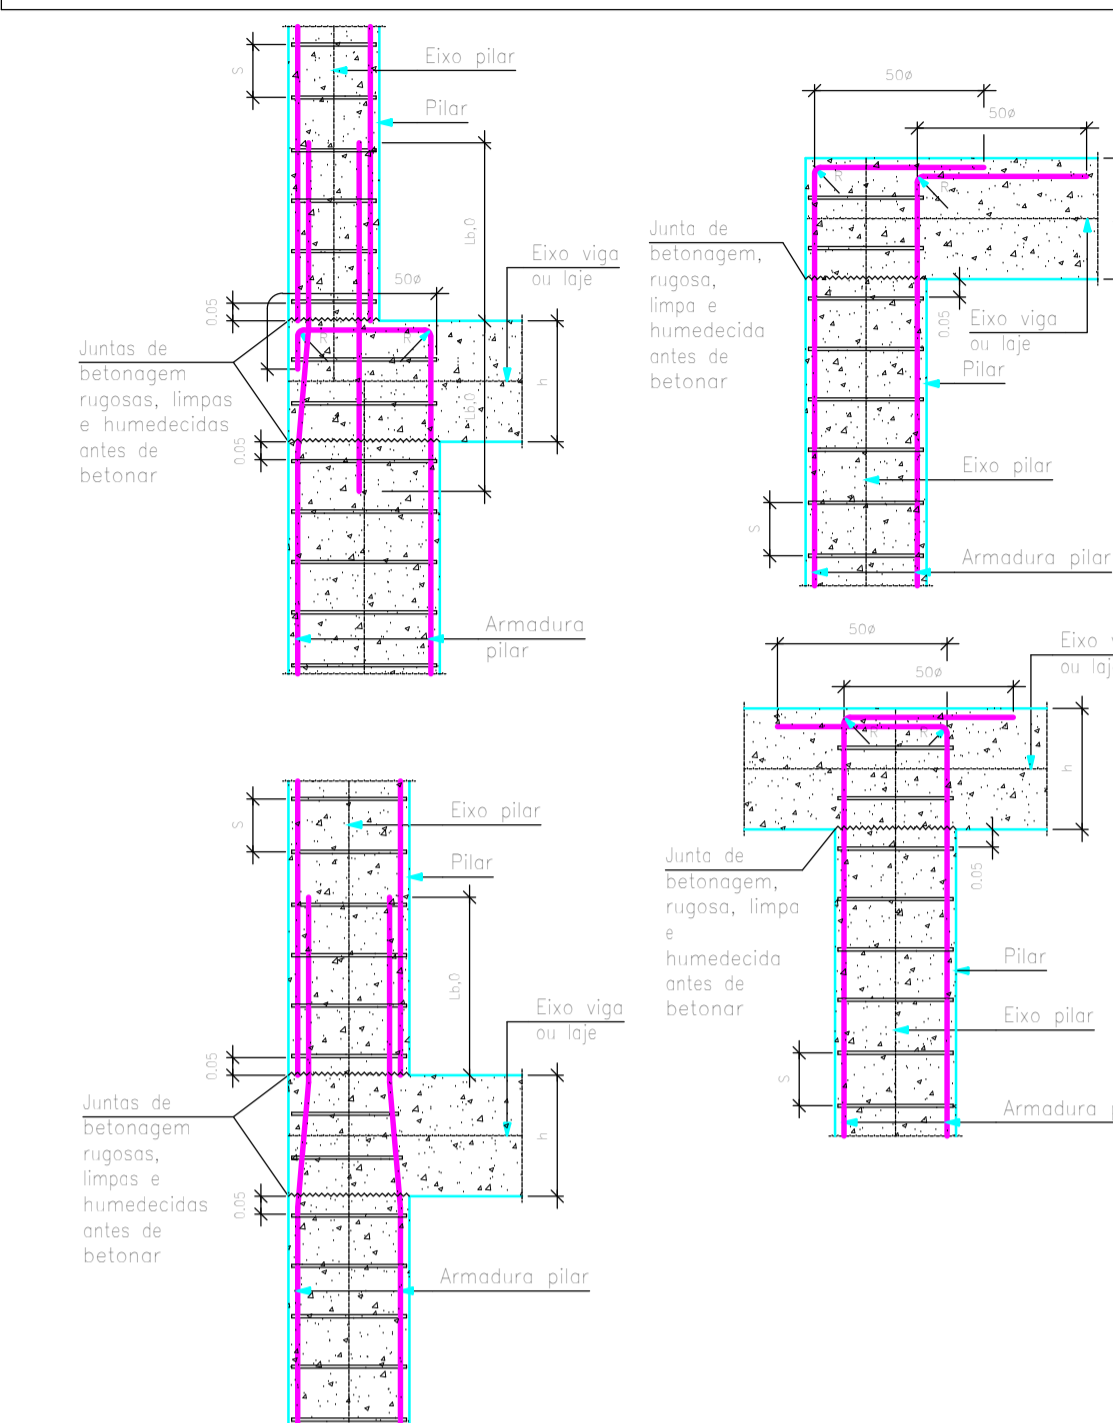 S
Eixo pilar
Pilar
Lb,0
Eixo viga
ou laje
50ø
0.05
R
R
Juntas de
betonagem
rugosas, limpas
e humedecidas
antes de
betonar
h
Lb,0
0.05
Armadura
pilar
50ø
50ø
R
R
Junta de
betonagem,
rugosa,
limpa e
humedecida
antes de
betonar
0.05
Eixo viga
ou laje
Pilar
Eixo pilar
S
Armadura pilar
S
Eixo pilar
Pilar
Lb,0
Eixo viga
ou laje
0.05
Juntas de
betonagem
rugosas,
limpas e
humedecidas
antes de
betonar
h
0.05
Armadura pilar
50ø
50ø
Eixo
R
R
h
Junta de
betonagem,
rugosa, limpa
e
humedecida
antes de
betonar
0.05
Pilar
Eixo pilar
S
Armadura